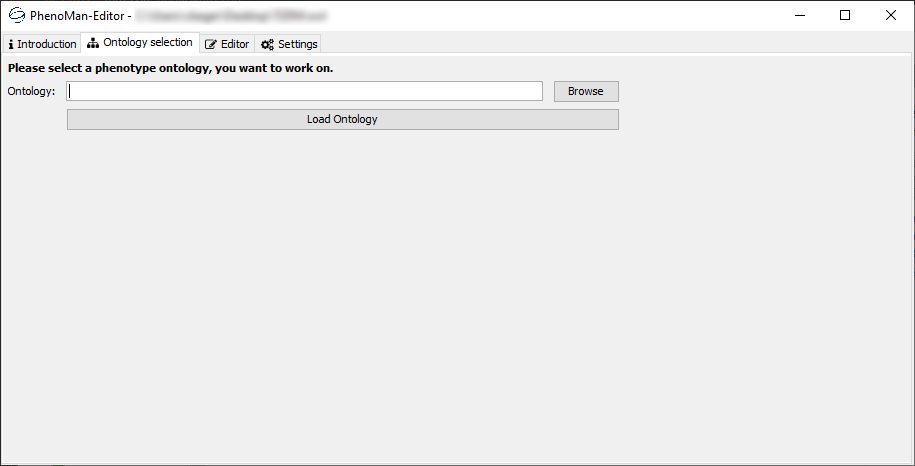 PhenoMan-Editor -
Introduction Ontology selection Editor Settings
Please select a phenotype ontology, you want to work on.
Ontology: Browse
Load Ontology